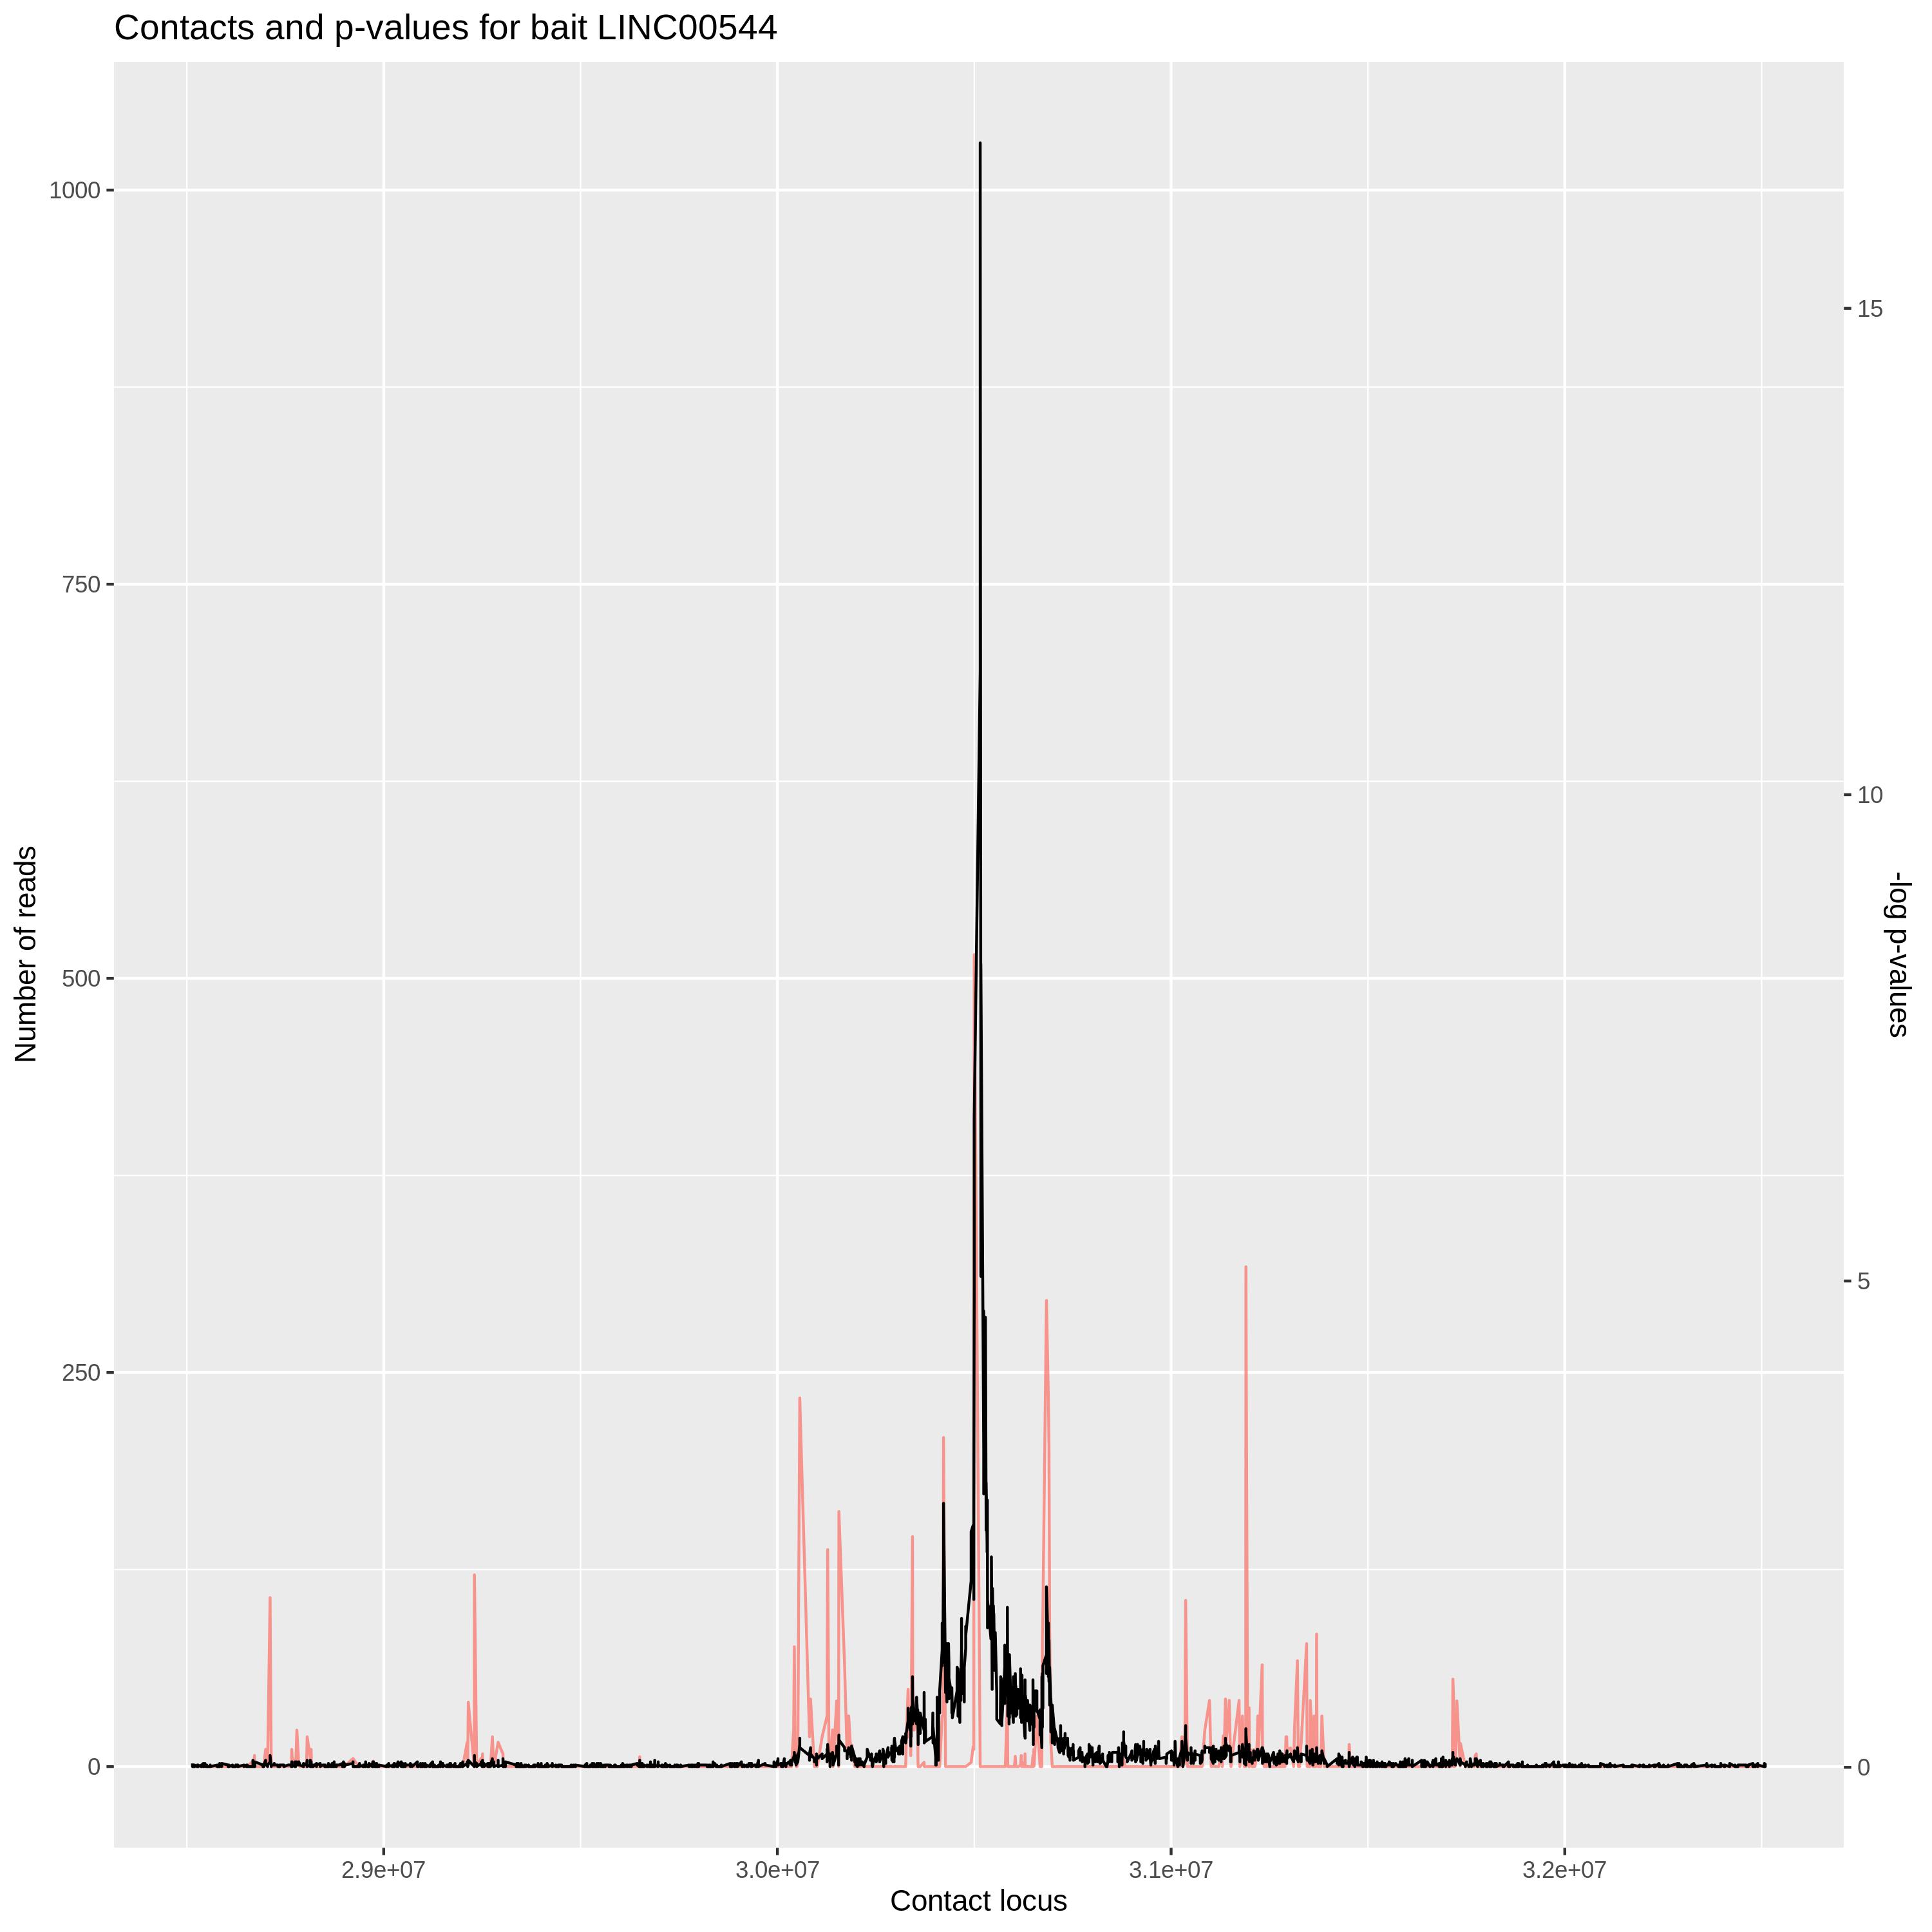 Contacts and p-values for bait LINC00544
1000
750
500
250
0
Number of reads
15
10
5
0
-log p-values
2.9e+07
3.0e+07
3.1e+07
3.2e+07
Contact locus